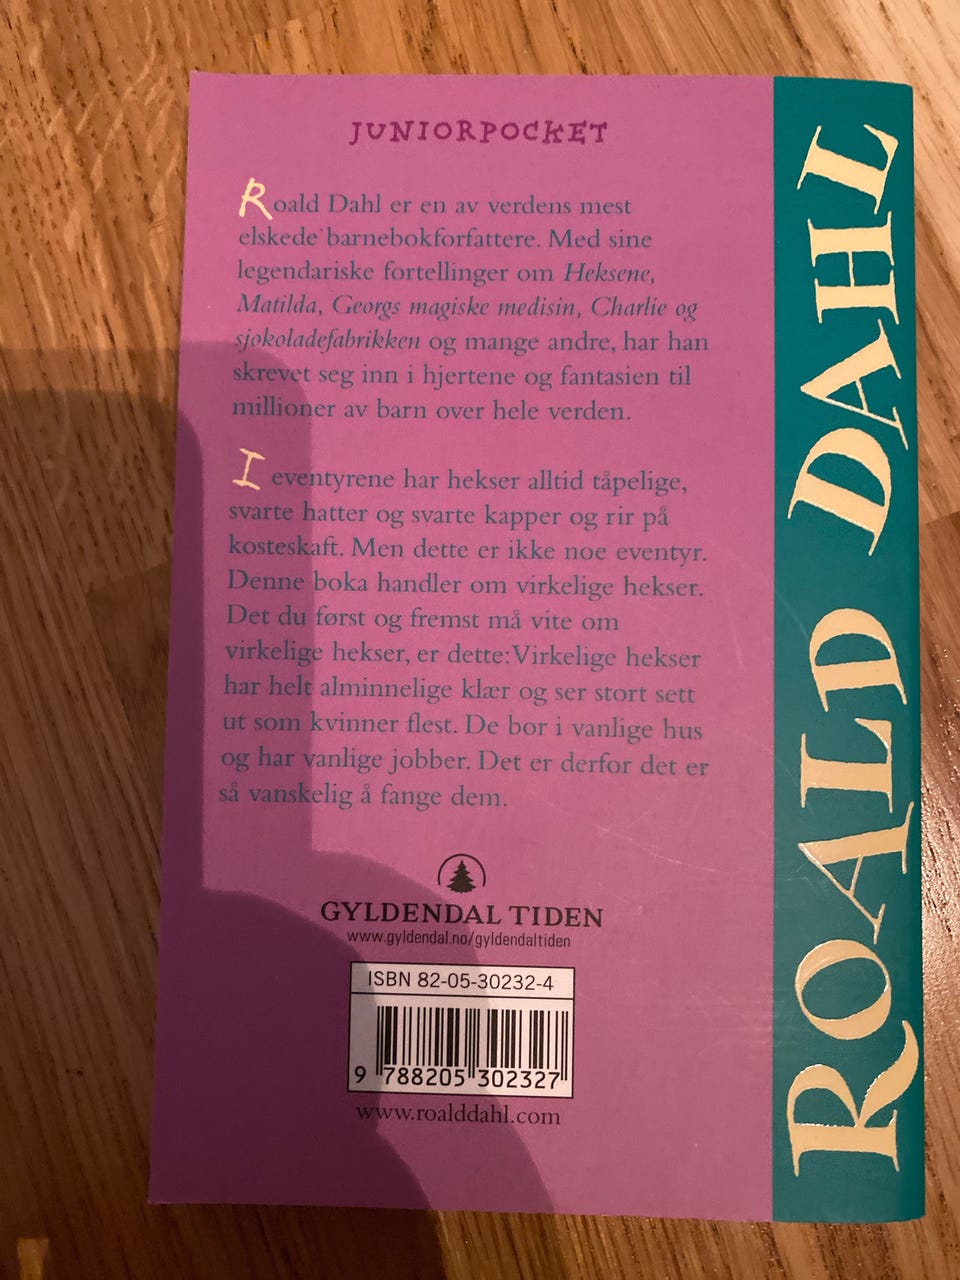 JUNIORPOCKET
Roald Dahl er en av verdens mest
elskede barnebokforfattere. Med sine
legendariske fortellinger om Heksene,
Matilda, Georgs magiske medisin, Charlie og
sjokoladefabrikken og mange andre, har han
skrevet seg inn i hjertene og fantasien til
millioner av barn over hele verden.
I eventyrene har hekser alltid tåpelige,
svarte hatter og svarte kapper og rir på
kosteskaft. Men dette er ikke noe eventyr.
Denne boka handler om virkelige hekser.
Det du først og fremst må vite om
virkelige hekser, er dette: Virkelige hekser
har helt alminnelige klær og ser stort sett
ut som kvinner flest. De bor i vanlige hus
og har vanlige jobber. Det er derfor det er
så vanskelig å fange dem.
GYLDENDAL TIDEN
www.gyldendal.no/gyldendaltiden
ISBN 82-05-30232-4
9 788205 302327
www.roalddahl.com
ROALD DAHL